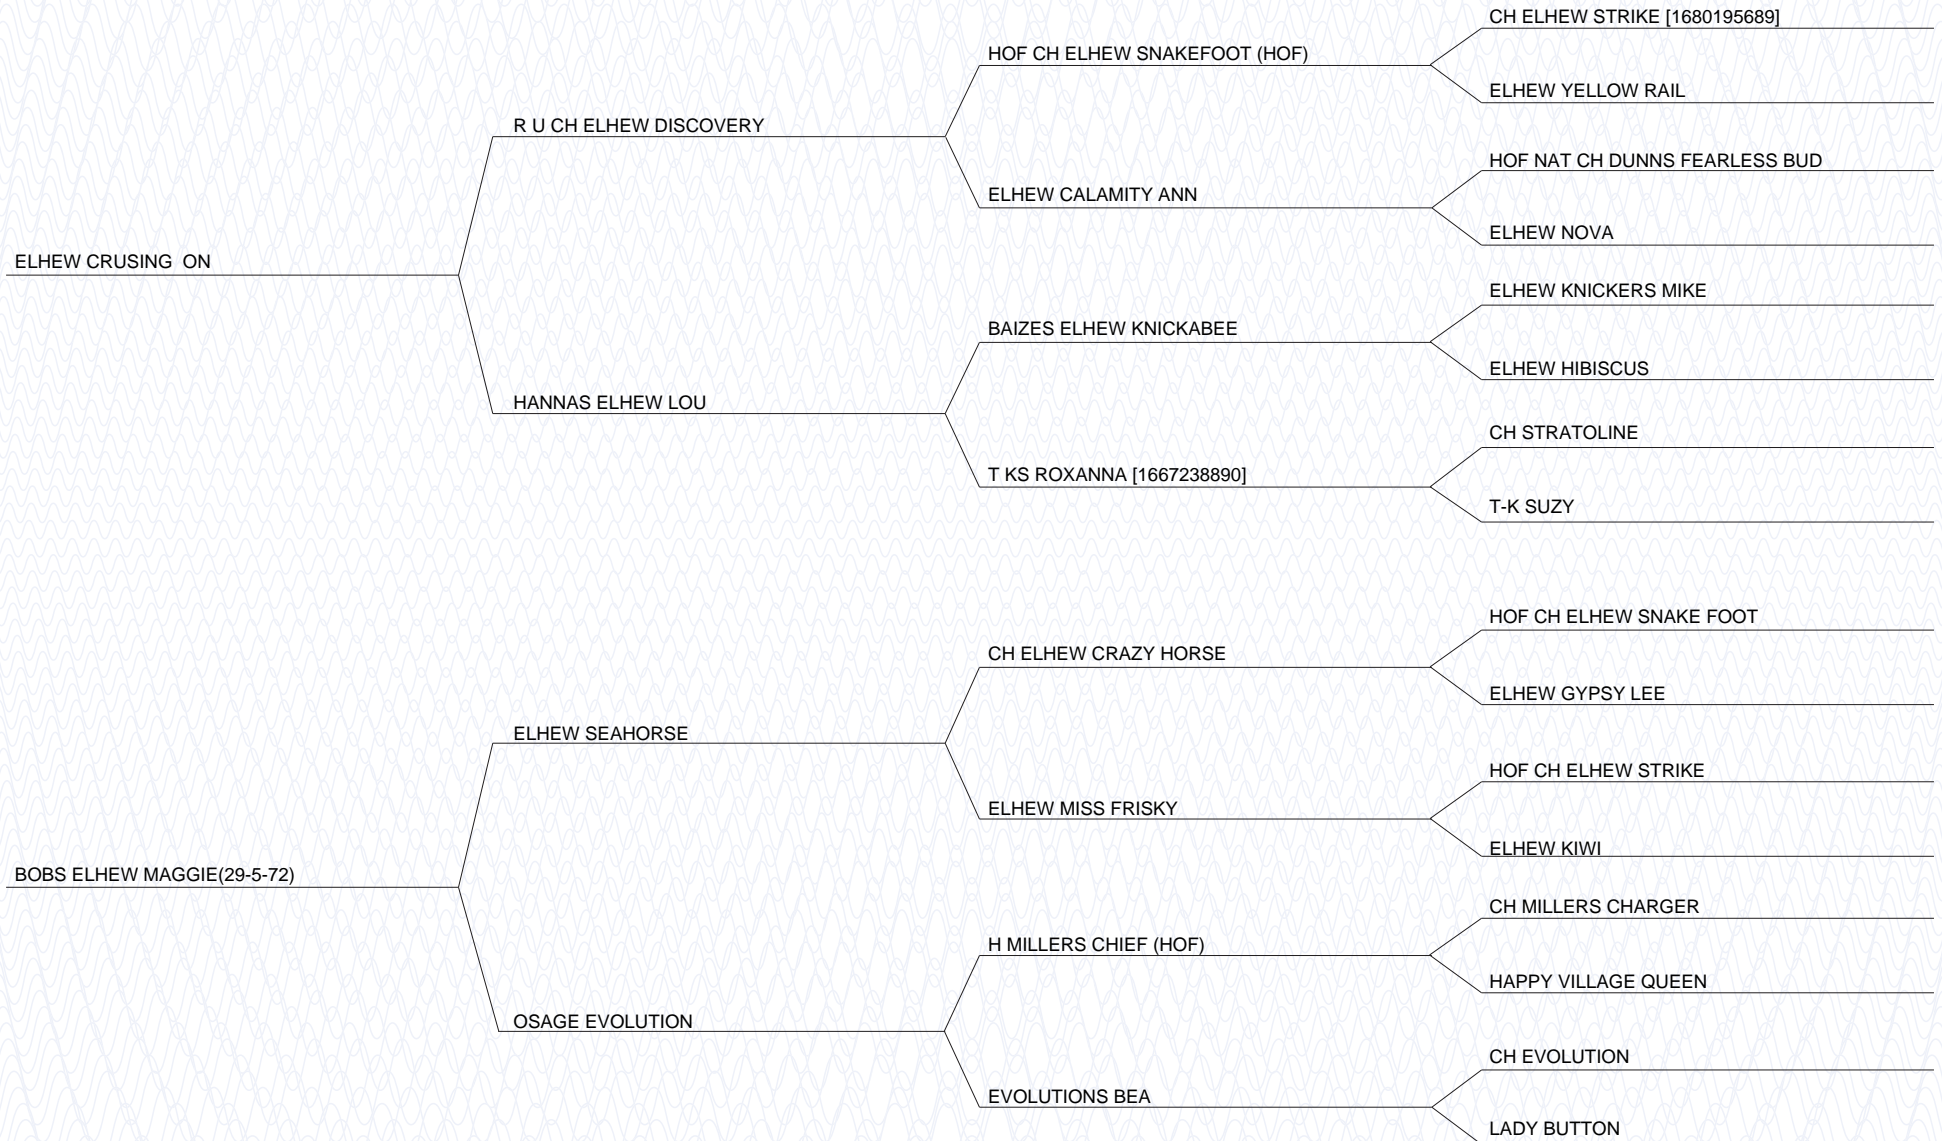 CH ELHEW STRIKE [1680195689]
HOF CH ELHEW SNAKEFOOT (HOF)
ELHEW YELLOW RAIL
R U CH ELHEW DISCOVERY
HOF NAT CH DUNNS FEARLESS BUD
ELHEW CALAMITY ANN
ELHEW NOVA
ELHEW CRUSING  ON
ELHEW KNICKERS MIKE
BAIZES ELHEW KNICKABEE
ELHEW HIBISCUS
HANNAS ELHEW LOU
CH STRATOLINE
T KS ROXANNA [1667238890]
T-K SUZY
HOF CH ELHEW SNAKE FOOT
CH ELHEW CRAZY HORSE
ELHEW GYPSY LEE
ELHEW SEAHORSE
HOF CH ELHEW STRIKE
ELHEW MISS FRISKY
ELHEW KIWI
BOBS ELHEW MAGGIE(29-5-72)
CH MILLERS CHARGER
H MILLERS CHIEF (HOF)
HAPPY VILLAGE QUEEN
OSAGE EVOLUTION
CH EVOLUTION
EVOLUTIONS BEA
LADY BUTTON